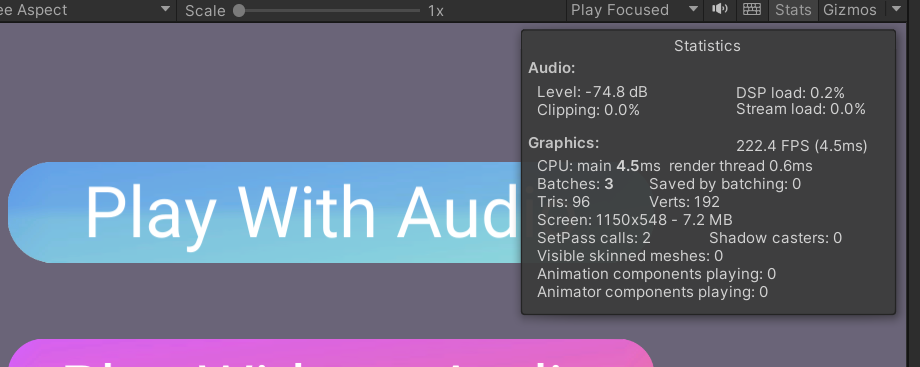 ee Aspect Scale 1x Play Focused Stats Gizmos
Statistics
Audio:
Level: -74.8 dB DSP load: 0.2%
Clipping: 0.0% Stream load: 0.0%
Graphics: 222.4 FPS (4.5ms)
CPU: main 4.5ms render thread 0.6ms
Batches: 3 Saved by batching: 0
Tris: 96 Verts: 192
Screen: 1150x548 - 7.2 MB
SetPass calls: 2 Shadow casters: 0
Visible skinned meshes: 0
Animation components playing: 0
Animator components playing: 0
Play With Aud